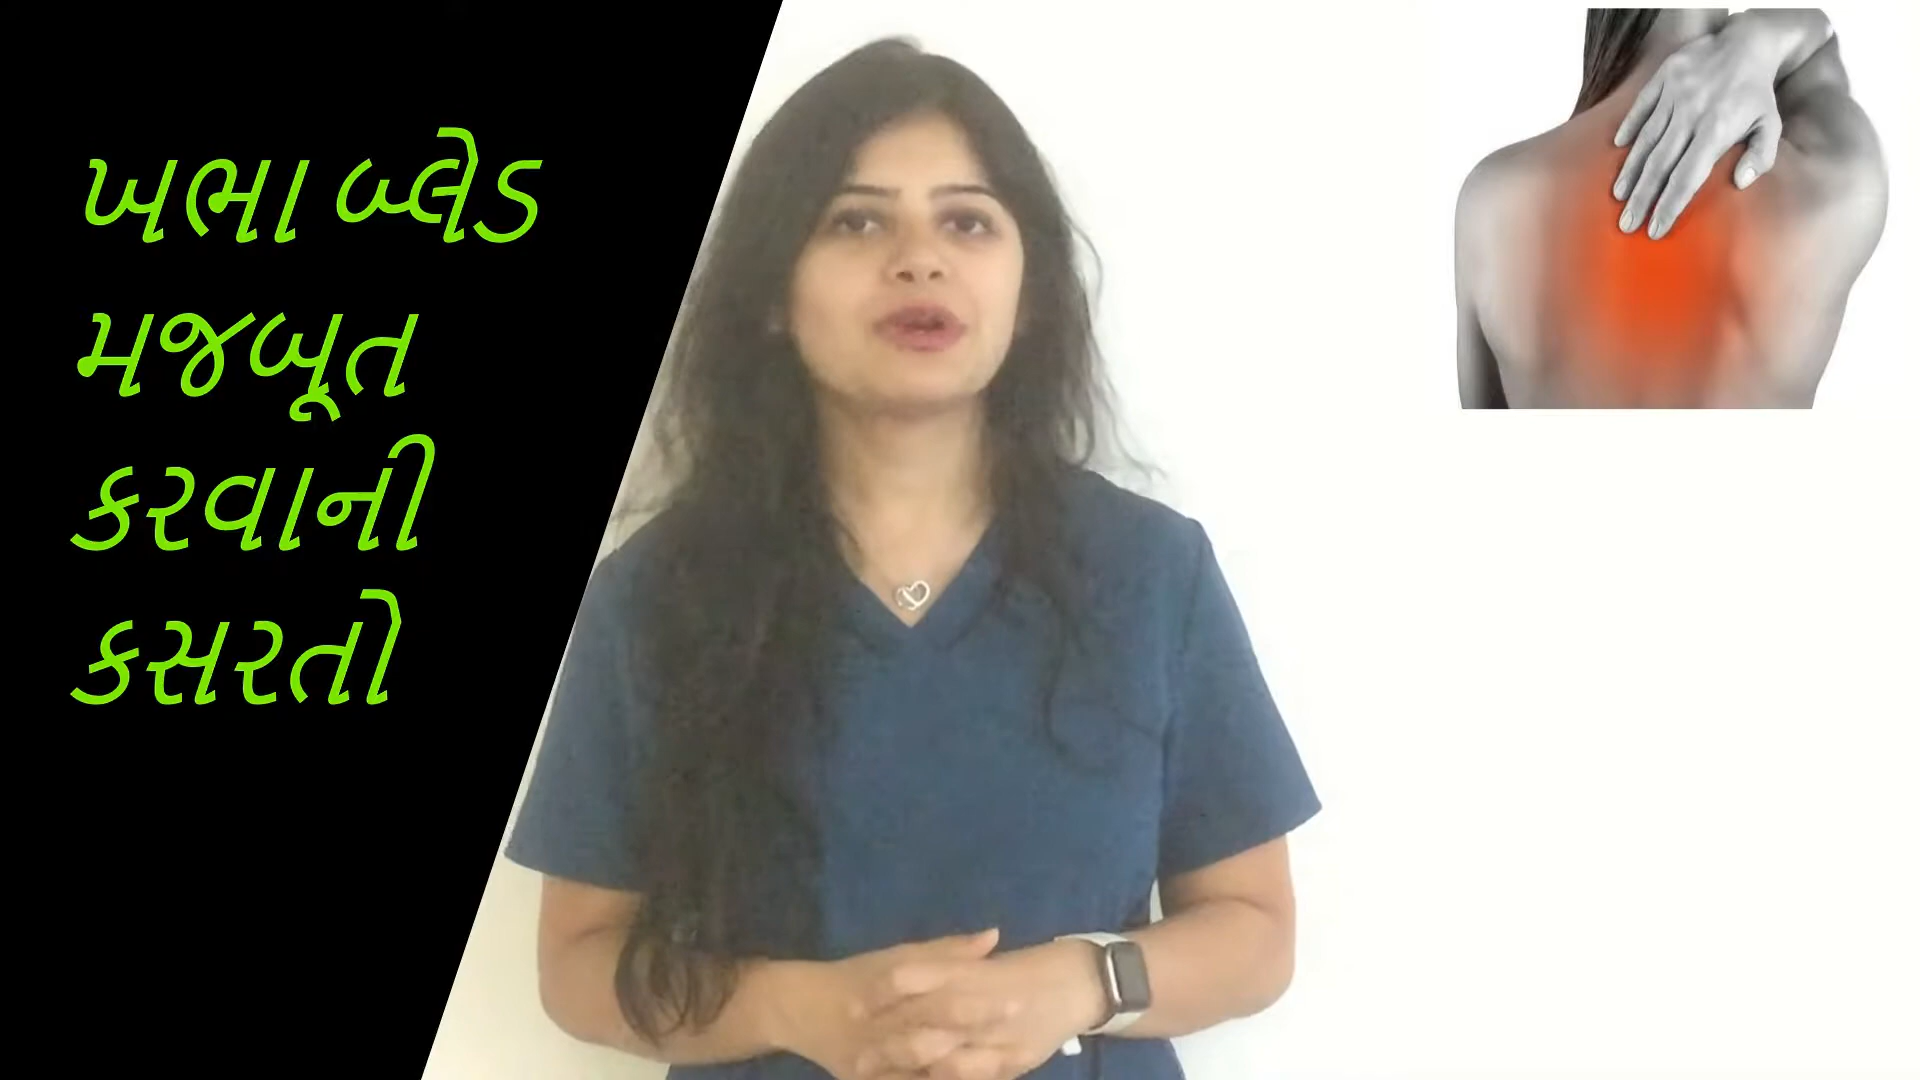 ખભા બ્લેડ
મજબૂત
કરવાની
કસરતો